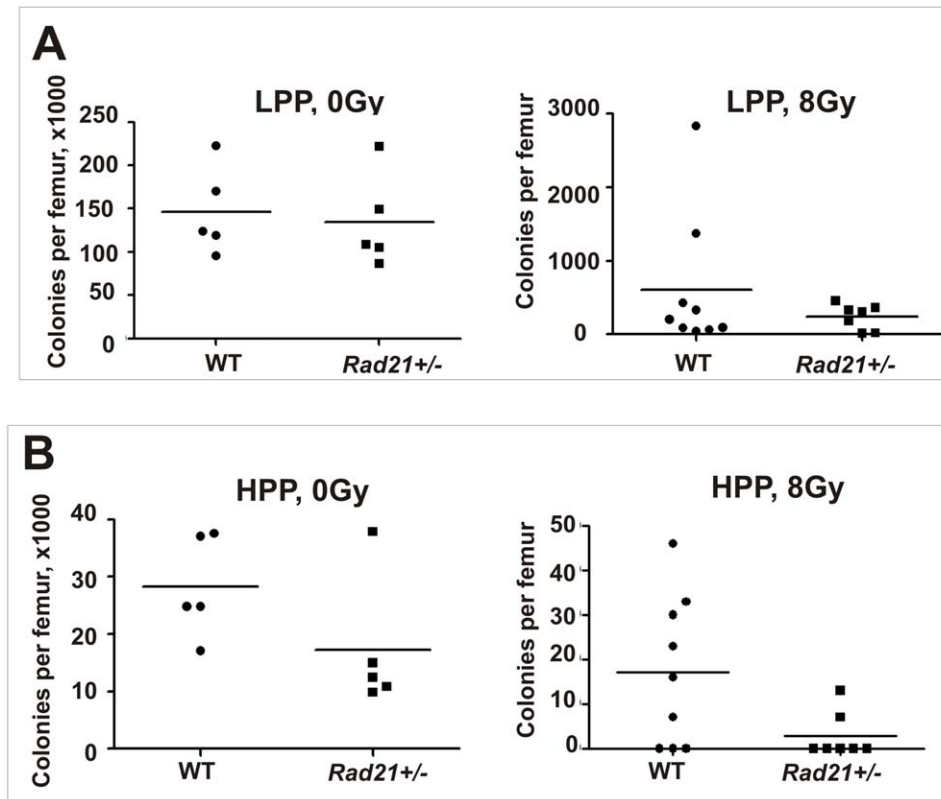 A
LPP, 0Gy
Colonies per femur, x1000
250
200
150
100
50
0
WT
Rad21+/-
LPP, 8Gy
Colonies per femur
3000
2000
1000
0
WT
Rad21+/-
B
HPP, 0Gy
Colonies per femur, x1000
40
30
20
10
0
WT
Rad21+/-
HPP, 8Gy
Colonies per femur
50
40
30
20
10
0
WT
Rad21+/-